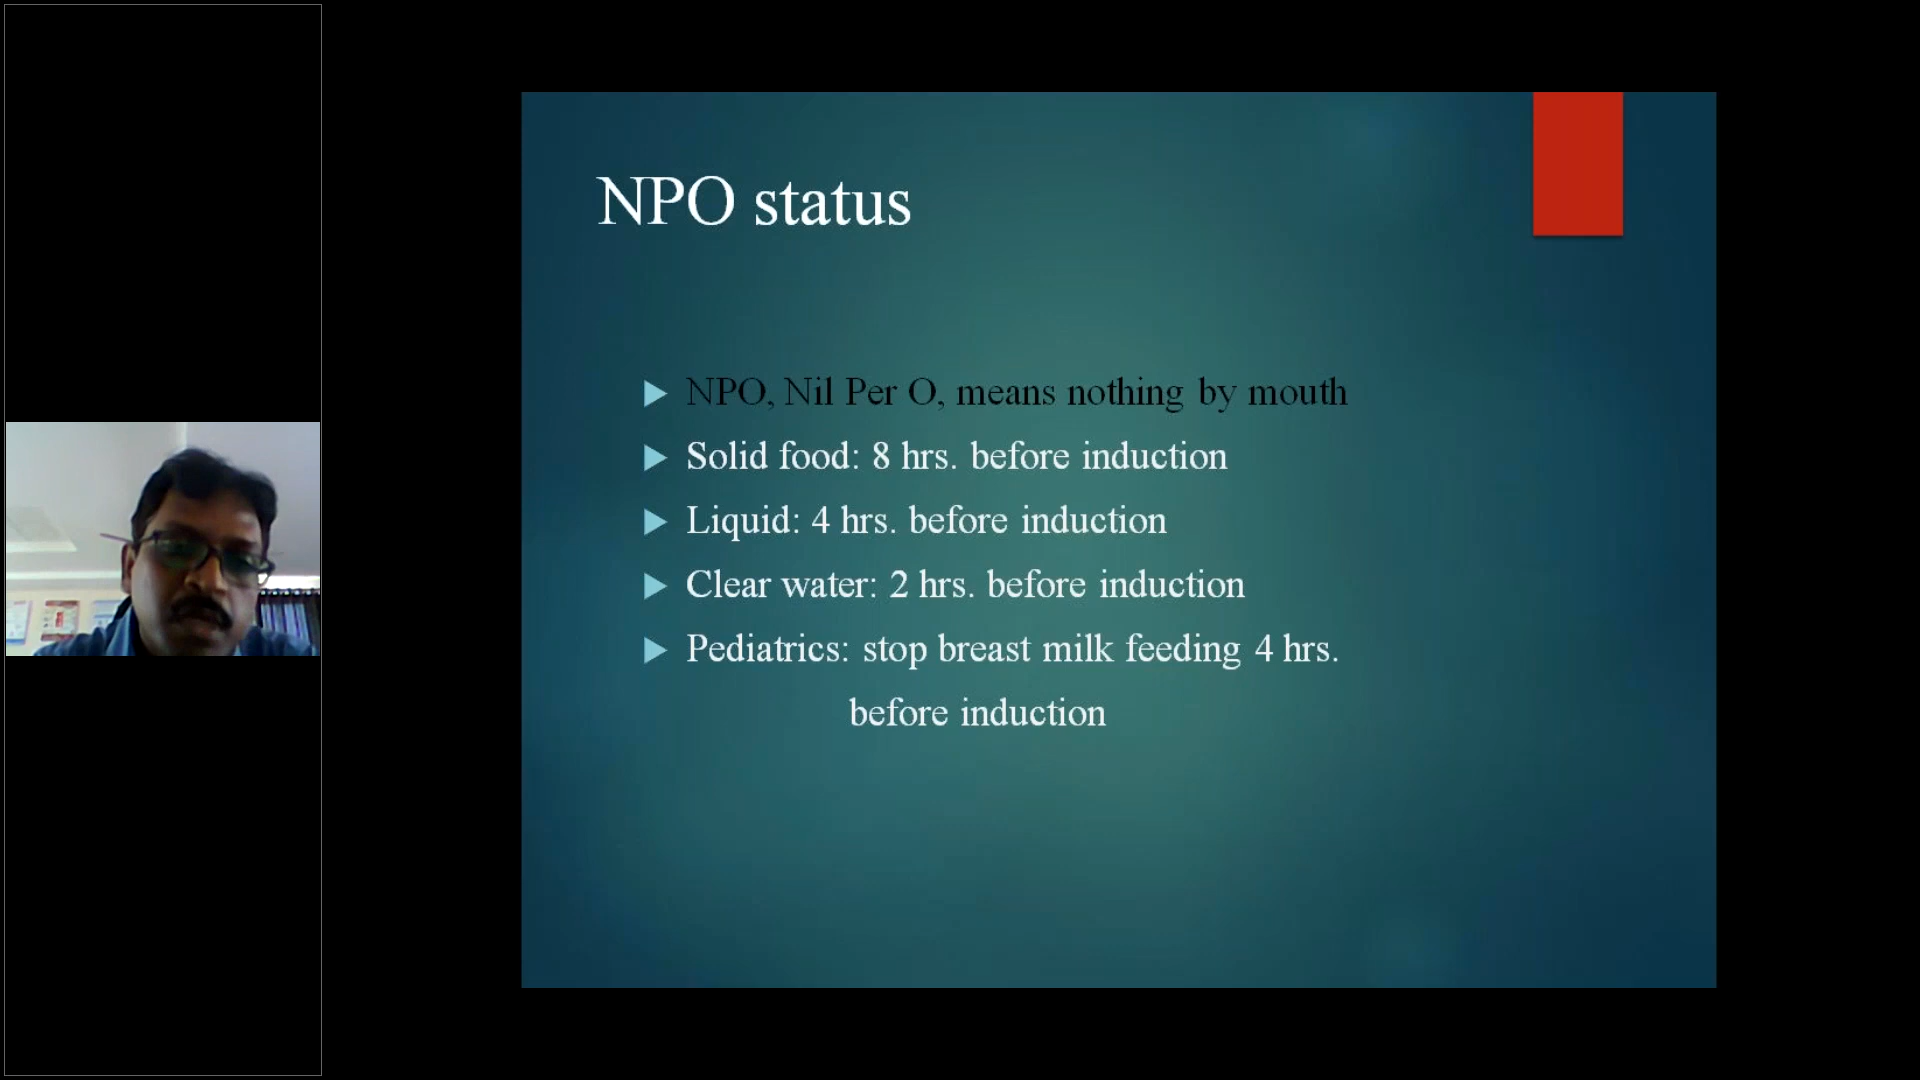 NPO status
NPO, Nil Per O, means nothing by mouth
Solid food: 8 hrs. before induction
Liquid: 4 hrs. before induction
Clear water: 2 hrs. before induction
Pediatrics: stop breast milk feeding 4 hrs.
before induction